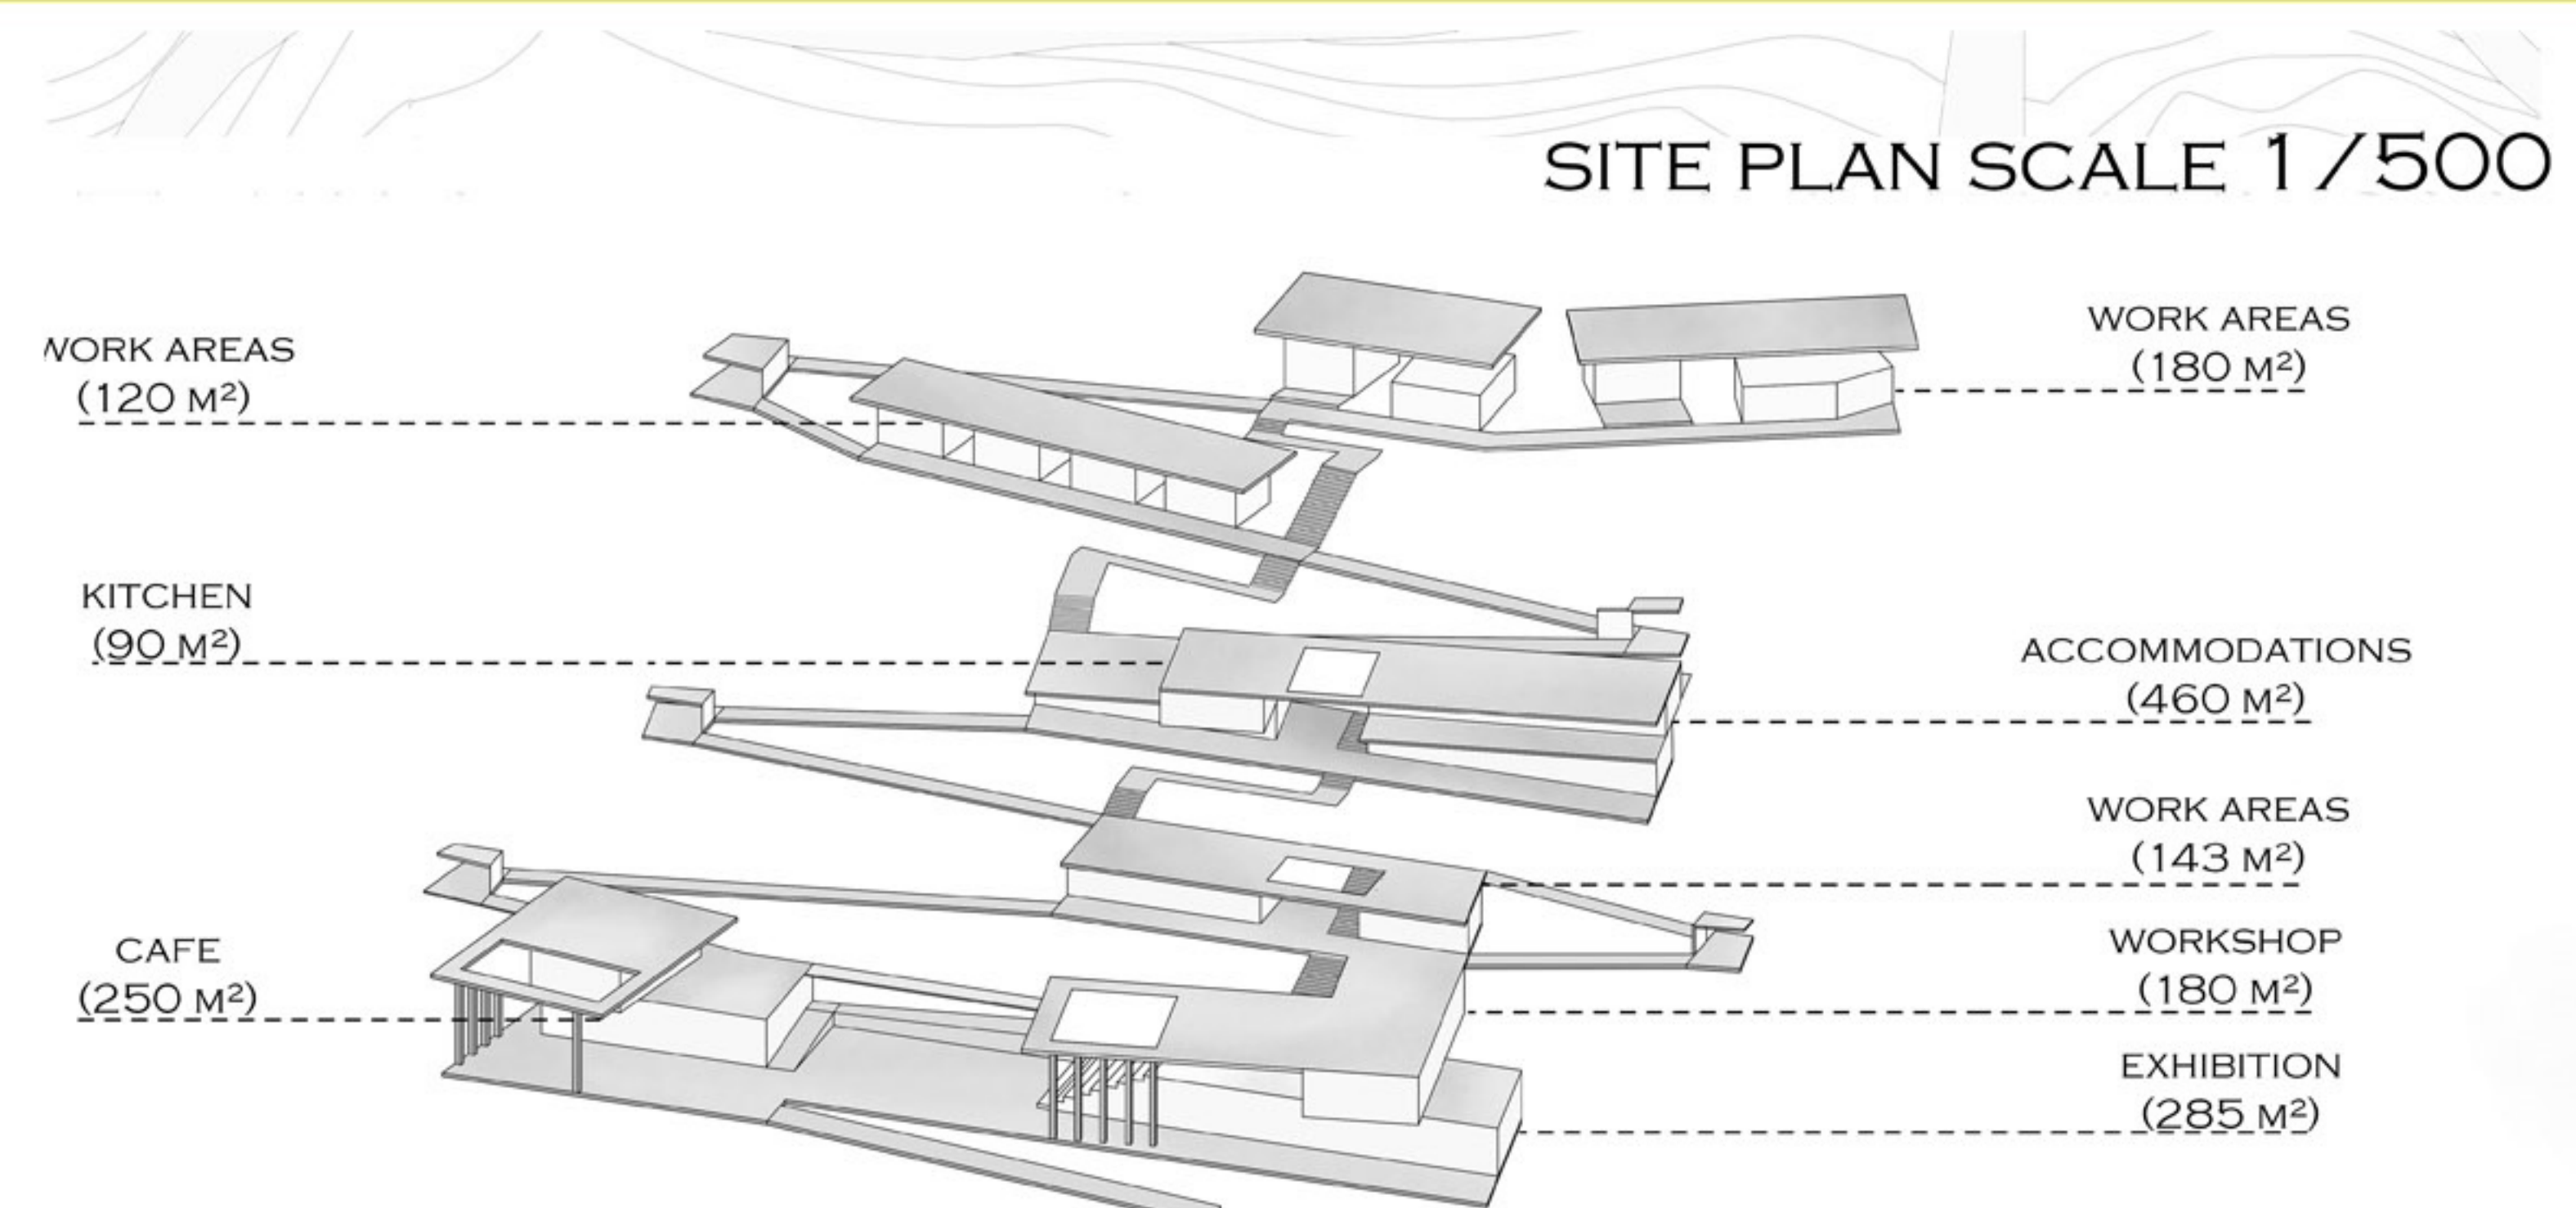 SITE PLAN SCALE 1/500
WORK AREAS
(120 M²)
WORK AREAS
(180 M²)
KITCHEN
(90 M²)
ACCOMMODATIONS
(460 M²)
WORK AREAS
(143 M²)
CAFE
(250 M²)
WORKSHOP
(180 M²)
EXHIBITION
(285 M²)